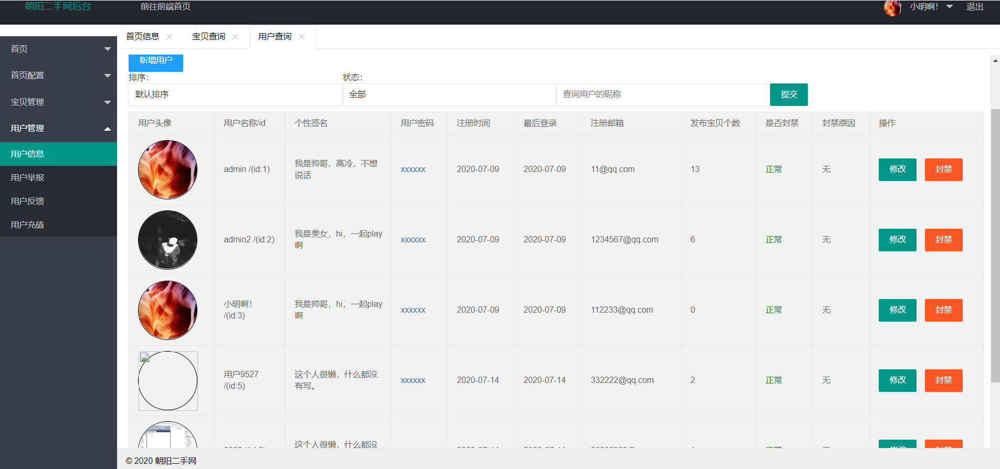 朝阳二手网后台
前往前端首页
小明啊！
退出
首页
首页配置
宝贝管理
用户管理
用户信息
用户举报
用户反馈
用户充值
首页信息
宝贝查询
用户查询
新增用户
排序：
状态：
默认排序
全部
查询用户的昵称
提交
用户头像 用户名称/id 个性签名 用户密码 注册时间 最后登录 注册邮箱 发布宝贝个数 是否封禁 封禁原因 操作
admin /(id:1)
我是帅哥，高冷，不想
说话
xxxxxx 2020-07-09 2020-07-09 11@qq.com 13 正常 无 修改 封禁
admin2 /(id:2)
我是美女，hi，一起play
啊
xxxxxx 2020-07-09 2020-07-09 1234567@qq.com 6 正常 无 修改 封禁
小明啊！
/(id:3)
我是帅哥，hi，一起play
啊
xxxxxx 2020-07-09 2020-07-09 112233@qq.com 0 正常 无 修改 封禁
用户9527
/(id:5)
这个人很懒，什么都没
有写。
xxxxxx 2020-07-14 2020-07-14 332222@qq.com 2 正常 无 修改 封禁
这个人很懒，什么都没
修改 封禁
© 2020 朝阳二手网